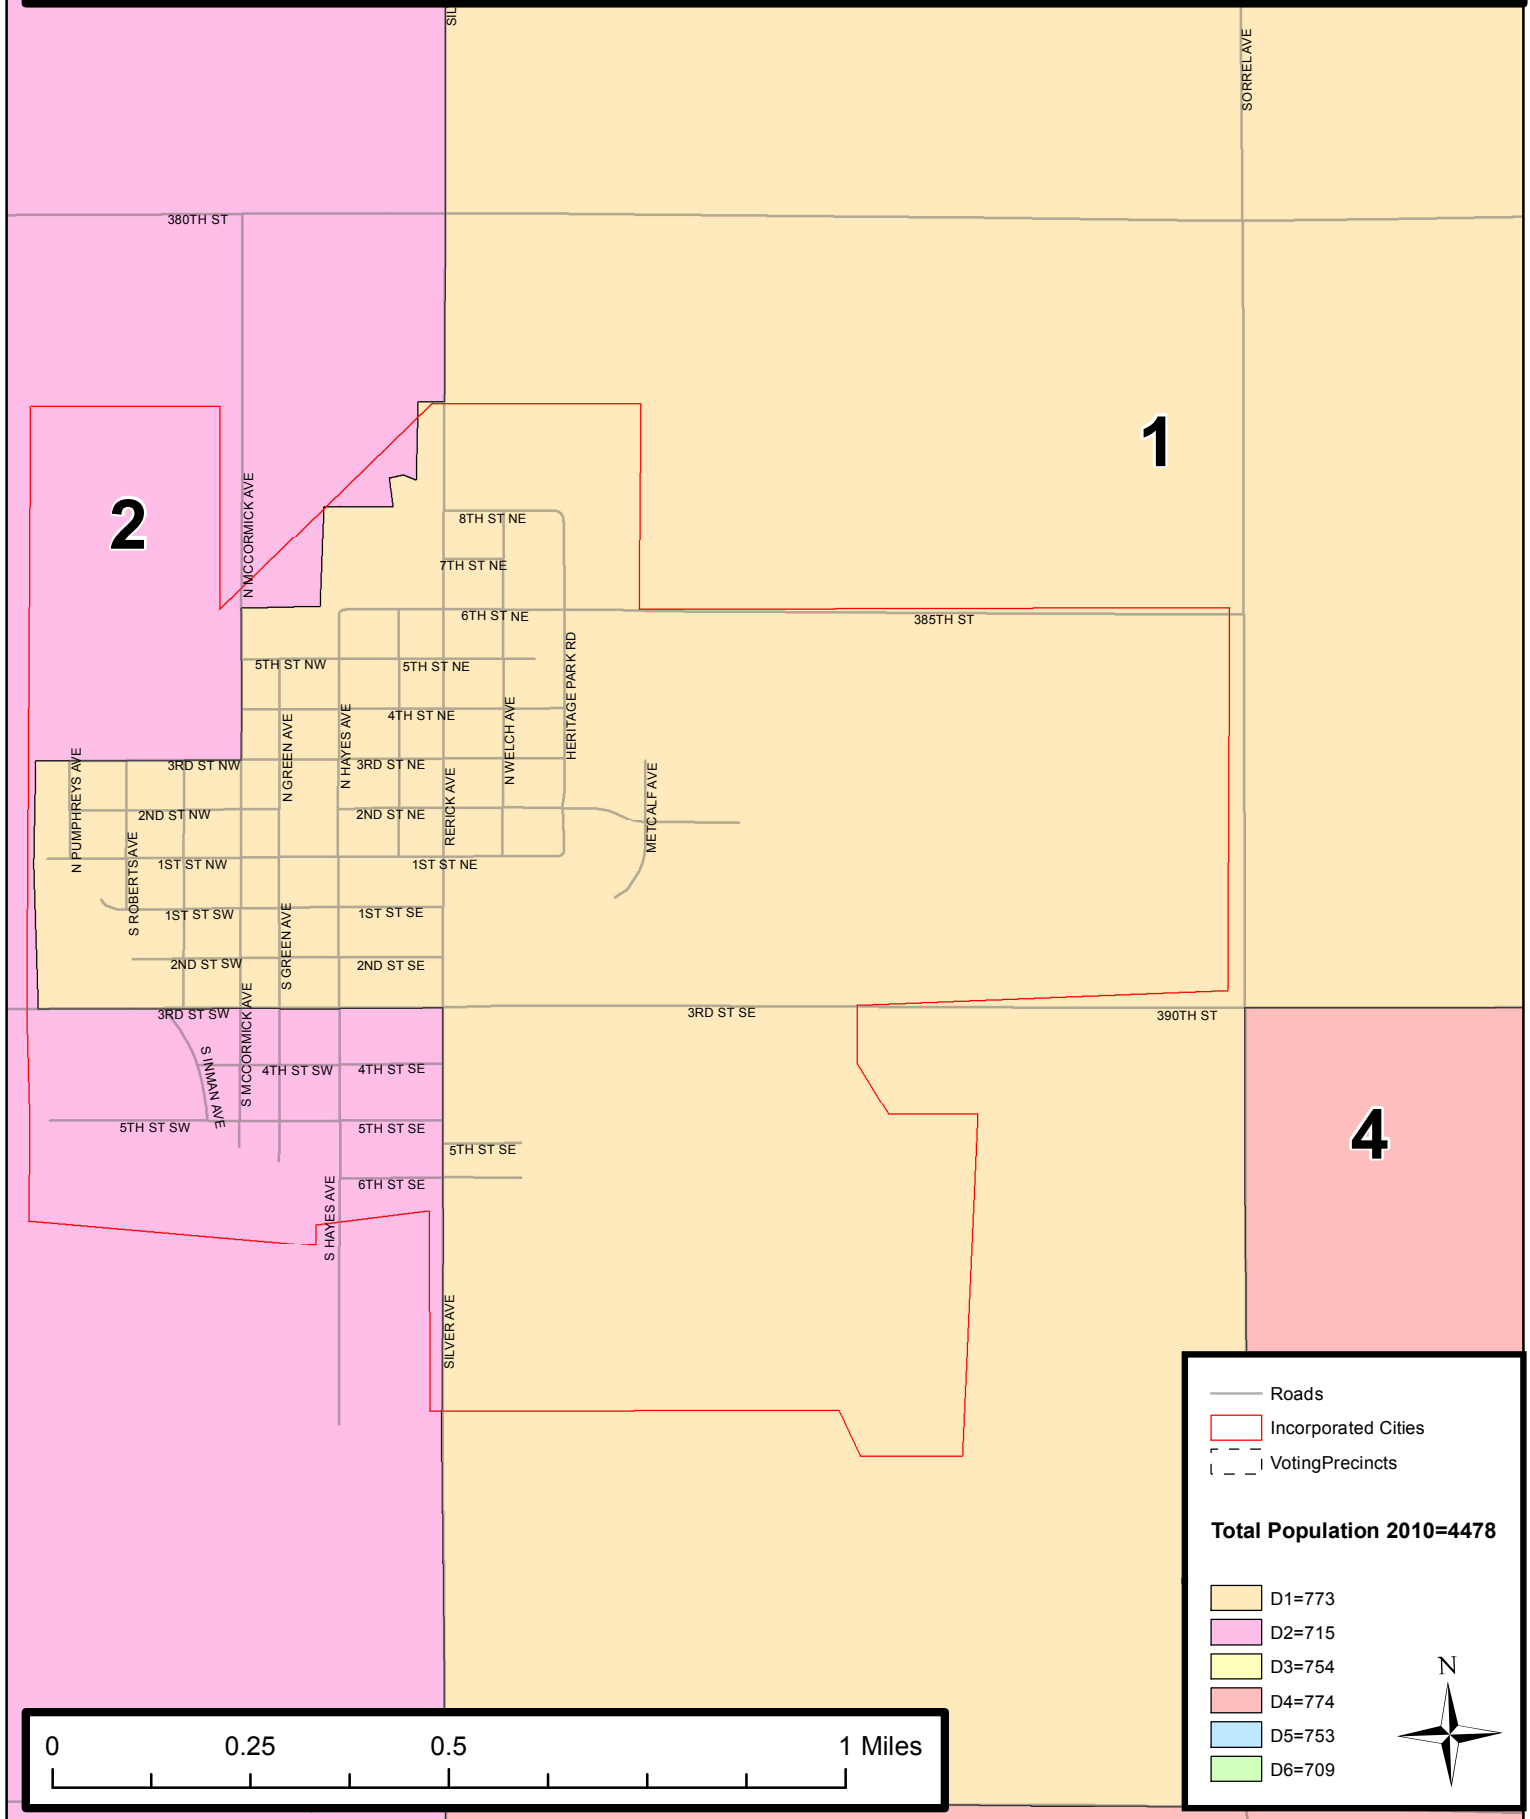 SIL
SORREL AVE
380TH ST
1
2
N MCCORMICK AVE
8TH ST NE
7TH ST NE
6TH ST NE
385TH ST
5TH ST NW
5TH ST NE
HERITAGE PARK RD
4TH ST NE
N GREEN AVE
N HAYES AVE
N WELCH AVE
3RD ST NW
3RD ST NE
N PUMPHREYS AVE
RERICK AVE
METCALF AVE
2ND ST NW
2ND ST NE
S ROBERTS AVE
1ST ST NW
1ST ST NE
1ST ST SW
1ST ST SE
S GREEN AVE
2ND ST SW
2ND ST SE
3RD ST SW
3RD ST SE
390TH ST
S MCCORMICK AVE
S INMAN AVE
4TH ST SW
4TH ST SE
5TH ST SW
5TH ST SE
5TH ST SE
4
6TH ST SE
S HAYES AVE
SILVER AVE
Roads
Incorporated Cities
VotingPrecincts
Total Population 2010=4478
D1=773
D2=715
D3=754
D4=774
D5=753
D6=709
N
0 0.25 0.5 1 Miles